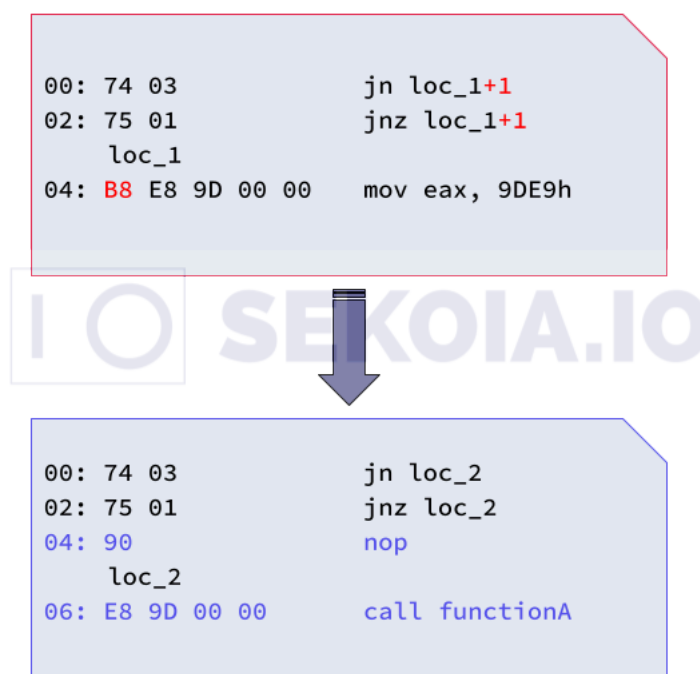 00: 74 03 jn loc_1+1
02: 75 01 jnz loc_1+1
loc_1
04: B8 E8 9D 00 00 mov eax, 9DE9h
SEKOIA.IO
00: 74 03 jn loc_2
02: 75 01 jnz loc_2
04: 90 nop
loc_2
06: E8 9D 00 00 call functionA